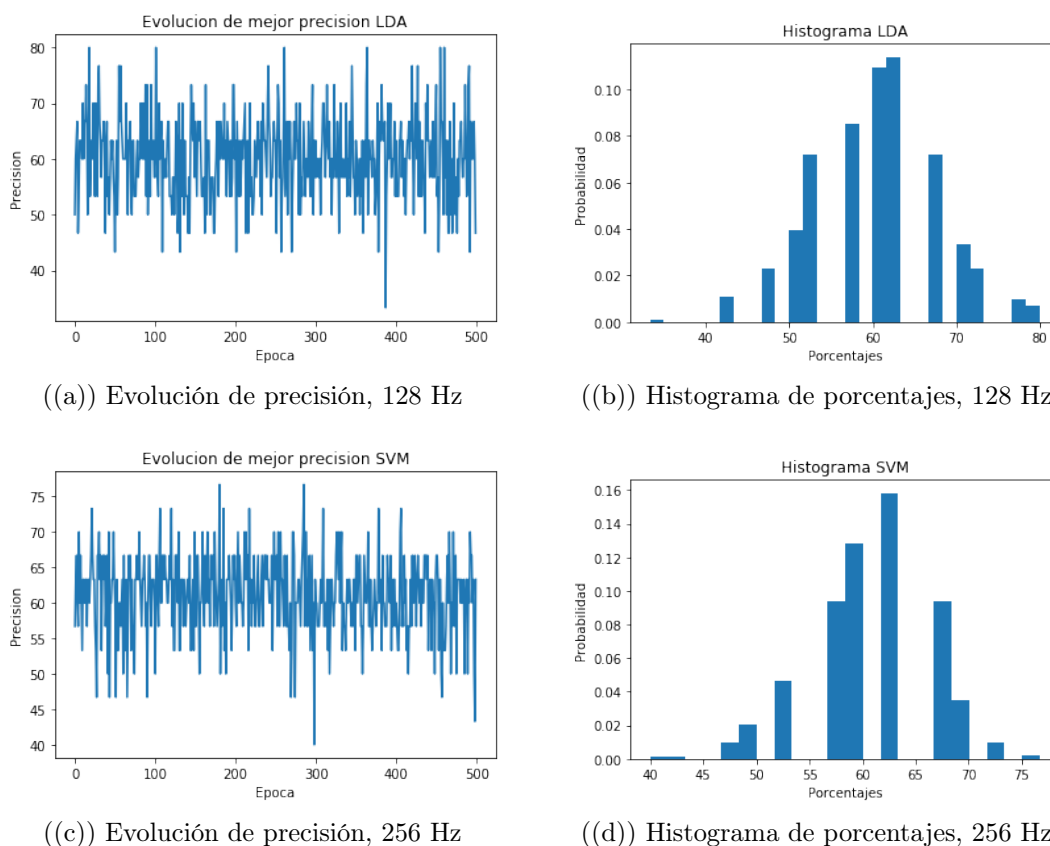 Evolucion de mejor precision LDA
80
70
60
50
40
Precision
0 100 200 300 400 500
Epoca
((a)) Evolución de precisión, 128 Hz
Histograma LDA
0.10
0.08
0.06
0.04
0.02
0.00
Probabilidad
40 50 60 70 80
Porcentajes
((b)) Histograma de porcentajes, 128 Hz
Evolucion de mejor precision SVM
75
70
65
60
55
50
45
40
Precision
0 100 200 300 400 500
Epoca
((c)) Evolución de precisión, 256 Hz
Histograma SVM
0.16
0.14
0.12
0.10
0.08
0.06
0.04
0.02
0.00
Probabilidad
40 45 50 55 60 65 70 75
Porcentajes
((d)) Histograma de porcentajes, 256 Hz